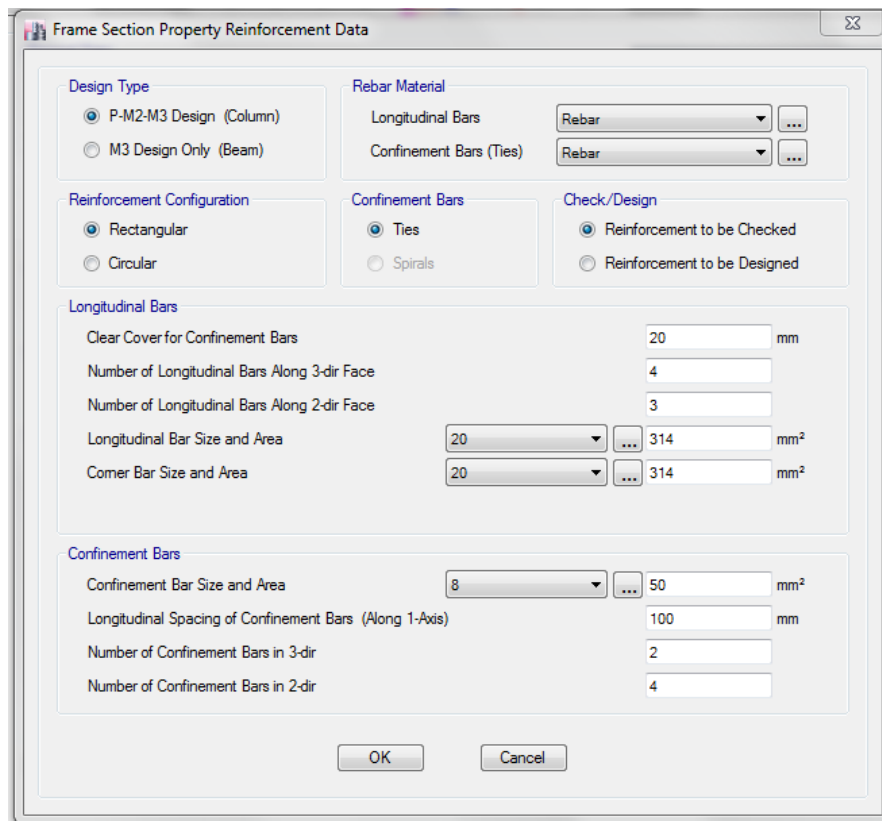 Frame Section Property Reinforcement Data
Design Type
P-M2-M3 Design (Column)
M3 Design Only (Beam)
Rebar Material
Longitudinal Bars Rebar ...
Confinement Bars (Ties) Rebar ...
Reinforcement Configuration
Rectangular
Circular
Confinement Bars
Ties
Spirals
Check/Design
Reinforcement to be Checked
Reinforcement to be Designed
Longitudinal Bars
Clear Cover for Confinement Bars 20 mm
Number of Longitudinal Bars Along 3-dir Face 4
Number of Longitudinal Bars Along 2-dir Face 3
Longitudinal Bar Size and Area 20 ... 314 mm²
Corner Bar Size and Area 20 ... 314 mm²
Confinement Bars
Confinement Bar Size and Area 8 ... 50 mm²
Longitudinal Spacing of Confinement Bars (Along 1-Axis) 100 mm
Number of Confinement Bars in 3-dir 2
Number of Confinement Bars in 2-dir 4
OK Cancel